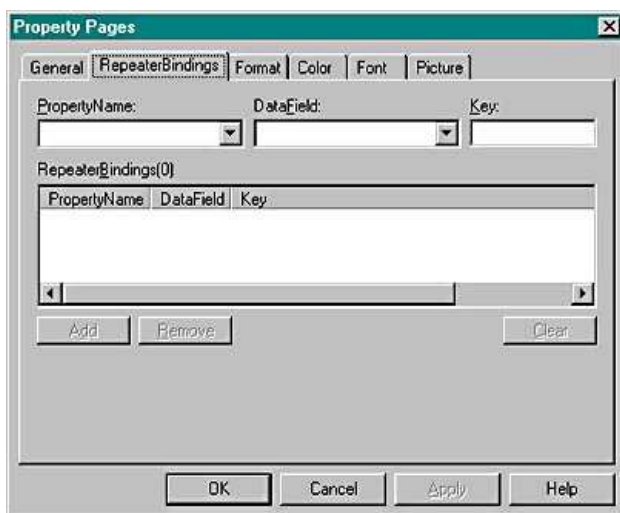 Property Pages
General RepeaterBindings Format Color Font Picture
PropertyName: DataField: Key:
RepeaterBindings(0)
PropertyName DataField Key
Add Remove Clear
OK Cancel Apply Help